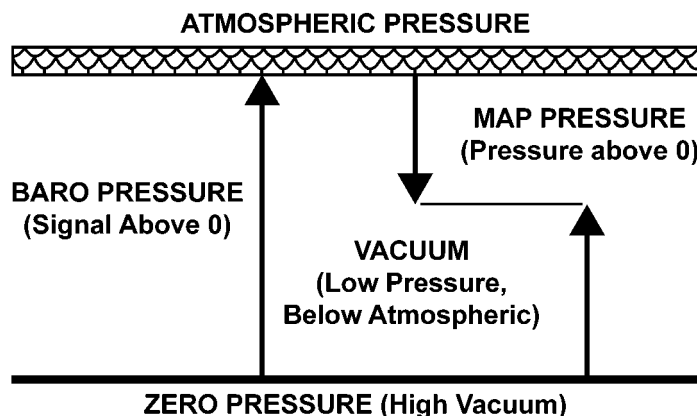 ATMOSPHERIC PRESSURE
MAP PRESSURE
(Pressure above 0)
BARO PRESSURE
(Signal Above 0)
VACUUM
(Low Pressure,
Below Atmospheric)
ZERO PRESSURE (High Vacuum)